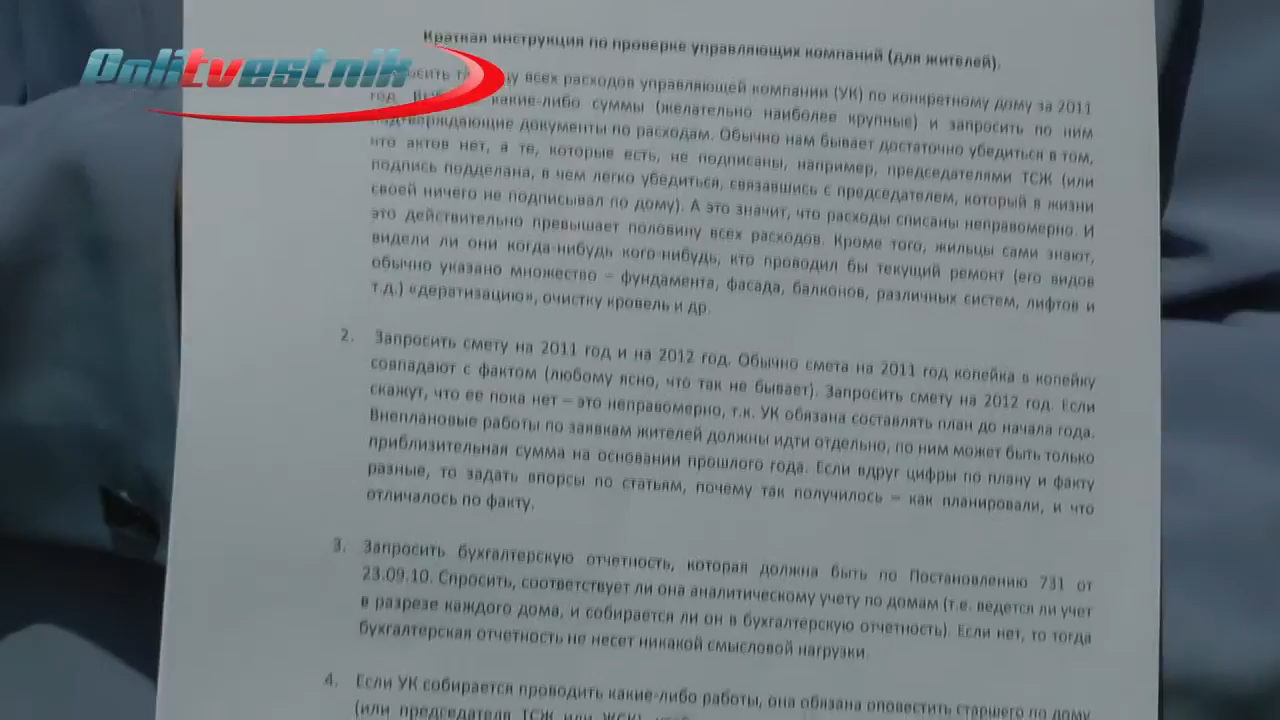 Politvestnik
Краткая инструкция по проверке управляющих компаний (для жителей).
всех расходов управляющей компании (УК) по конкретному дому за 2011
год. какие-либо суммы (желательно наиболее крупные) и запросить по ним
подтверждающие документы по расходам. Обычно нам бывает достаточно убедиться в том,
что актов нет, а те, которые есть, не подписаны, например, председателями ТСЖ (или
подпись подделана, в чем легко убедиться, связавшись с председателем, который в жизни
своей ничего не подписывал по дому). А это значит, что расходы списаны неправомерно. И
это действительно превышает половину всех расходов. Кроме того, жильцы сами знают,
видели ли они когда-нибудь кого-нибудь, кто проводил бы текущий ремонт (его видов
обычно указано множество – фундамента, фасада, балконов, различных систем, лифтов и
т.д.) «дератизацию», очистку кровель и др.
2. Запросить смету на 2011 год и на 2012 год. Обычно смета на 2011 год копейка в копейку
совпадают с фактом (любому ясно, что так не бывает). Запросить смету на 2012 год. Если
скажут, что ее пока нет – это неправомерно, т.к. УК обязана составлять план до начала года.
Внеплановые работы по заявкам жителей должны идти отдельно, по ним может быть только
приблизительная сумма на основании прошлого года. Если вдруг цифры по плану и факту
разные, то задать впорсы по статьям, почему так получилось – как планировали, и что
отличалось по факту.
3. Запросить бухгалтерскую отчетность, которая должна быть по Постановлению 731 от
23.09.10. Спросить, соответствует ли она аналитическому учету по домам (т.е. ведется ли учет
в разрезе каждого дома, и собирается ли он в бухгалтерскую отчетность). Если нет, то тогда
бухгалтерская отчетность не несет никакой смысловой нагрузки.
4. Если УК собирается проводить какие-либо работы, она обязана оповестить старшего по дому
(или председателя ТСЖ или ЖСК)